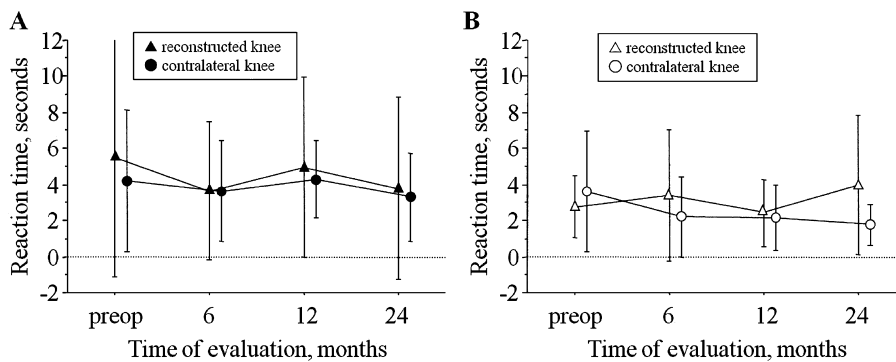 A
12
10
8
6
4
2
0
-2
Reaction time, seconds
reconstructed knee
contralateral knee
preop 6 12 24
Time of evaluation, months
B
12
10
8
6
4
2
0
-2
Reaction time, seconds
reconstructed knee
contralateral knee
preop 6 12 24
Time of evaluation, months